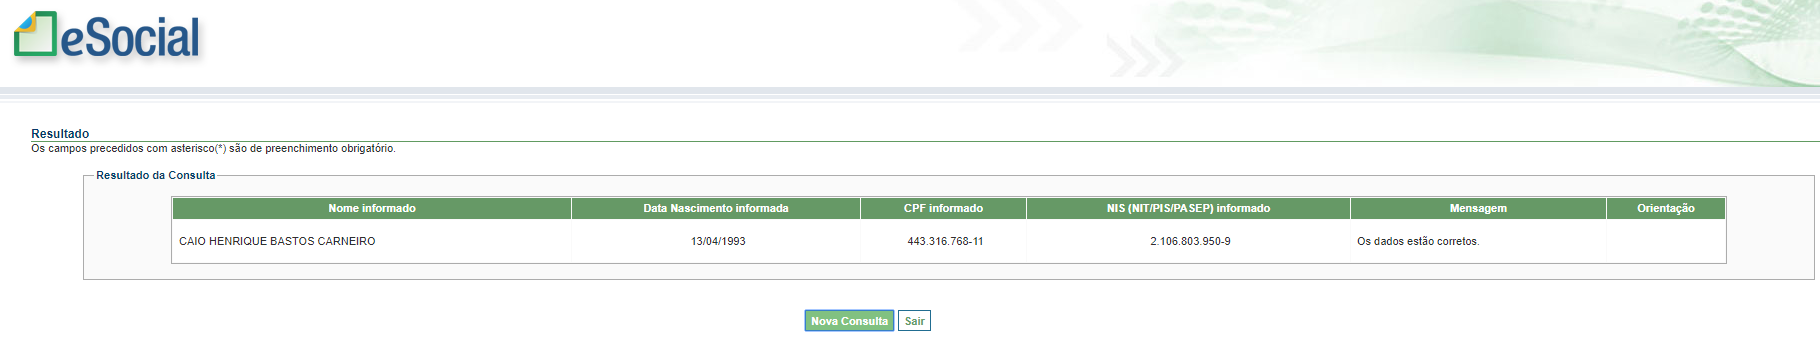 eSocial
Resultado
Os campos precedidos com asterisco(*) são de preenchimento obrigatório.
Resultado da Consulta
Nome informado Data Nascimento informada CPF informado NIS (NIT/PIS/PASEP) informado Mensagem Orientação
CAIO HENRIQUE BASTOS CARNEIRO 13/04/1993 443.316.768-11 2.106.803.950-9 Os dados estão corretos.
Nova Consulta Sair